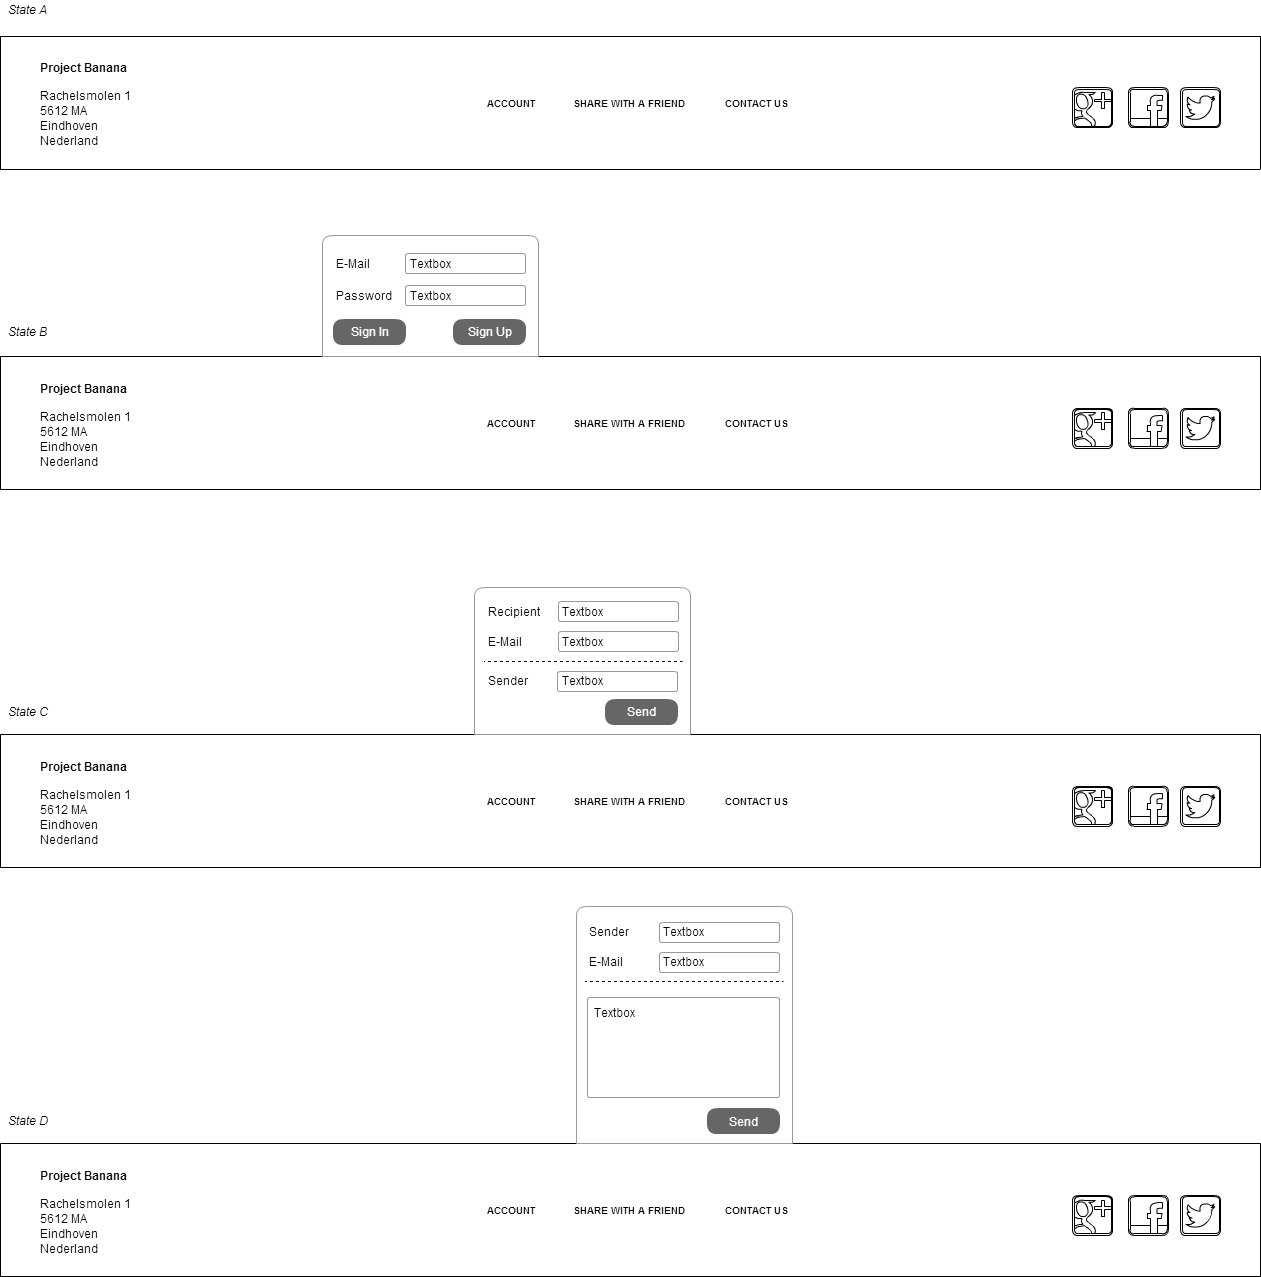 State A
Project Banana
Rachelsmolen 1
5612 MA
Eindhoven
Nederland
ACCOUNT SHARE WITH A FRIEND CONTACT US
E-Mail Textbox
Password Textbox
Sign In Sign Up
State B
Project Banana
Rachelsmolen 1
5612 MA
Eindhoven
Nederland
ACCOUNT SHARE WITH A FRIEND CONTACT US
Recipient Textbox
E-Mail Textbox
Sender Textbox
Send
State C
Project Banana
Rachelsmolen 1
5612 MA
Eindhoven
Nederland
ACCOUNT SHARE WITH A FRIEND CONTACT US
Sender Textbox
E-Mail Textbox
Textbox
Send
State D
Project Banana
Rachelsmolen 1
5612 MA
Eindhoven
Nederland
ACCOUNT SHARE WITH A FRIEND CONTACT US